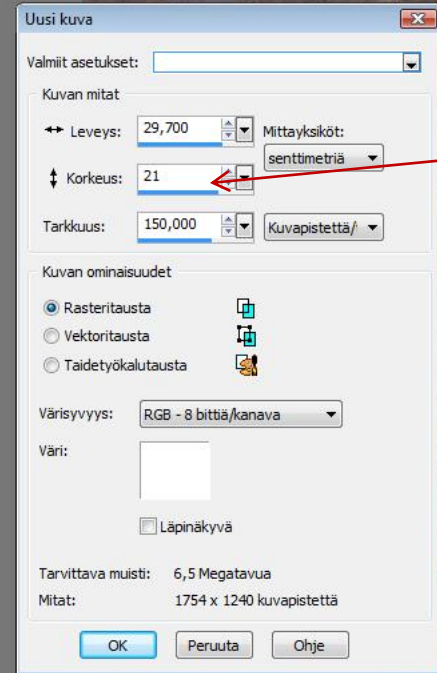 Uusi kuva
Valmiit asetukset:
Kuvan mitat
Leveys: 29,700 Mittayksiköt:
senttimetriä
Korkeus: 21
Tarkkuus: 150,000 Kuvapistettä/
Kuvan ominaisuudet
Rasteritausta
Vektoritausta
Taidetyökalutausta
Värisyvyys: RGB - 8 bittiä/kanava
Väri:
Läpinäkyvä
Tarvittava muisti: 6,5 Megatavua
Mitat: 1754 x 1240 kuvapistettä
OK Peruuta Ohje